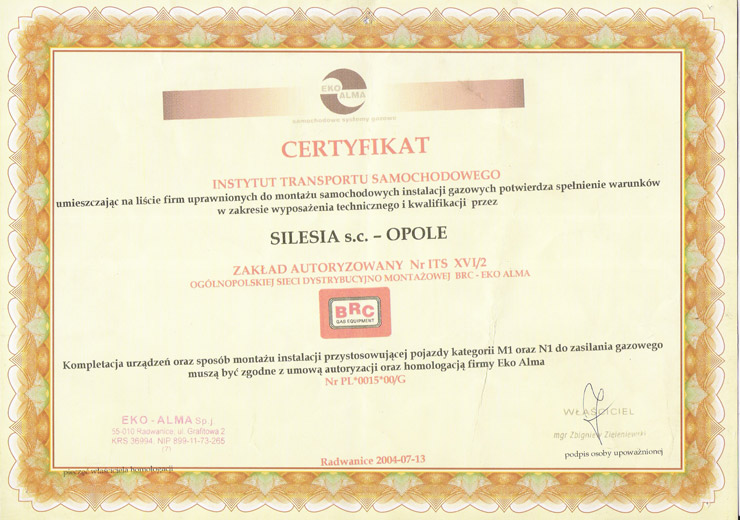 EKO
ALMA
samochodowe systemy gazowe
CERTYFIKAT
INSTYTUT TRANSPORTU SAMOCHODOWEGO
umieszczając na liście firm uprawnionych do montażu samochodowych instalacji gazowych potwierdza spełnienie warunków
w zakresie wyposażenia technicznego i kwalifikacji przez
SILESIA s.c. – OPOLE
ZAKŁAD AUTORYZOWANY Nr ITS XVI/2
OGÓLNOPOLSKIEJ SIECI DYSTRYBUCYJNO MONTAŻOWEJ BRC - EKO ALMA
BRC
GAS EQUIPMENT
Kompletacja urządzeń oraz sposób montażu instalacji przystosowującej pojazdy kategorii M1 oraz N1 do zasilania gazowego
muszą być zgodne z umową autoryzacji oraz homologacją firmy Eko Alma
Nr PL*0015*00/G
EKO - ALMA Sp.j.
55-010 Radwanice, ul. Grafitowa 2
KRS 36994, NIP 899-11-73-265
(7)
pieczęć właściciela homologacji
Radwanice 2004-07-13
WŁAŚCICIEL
mgr Zbigniew
podpis osoby upoważnionej